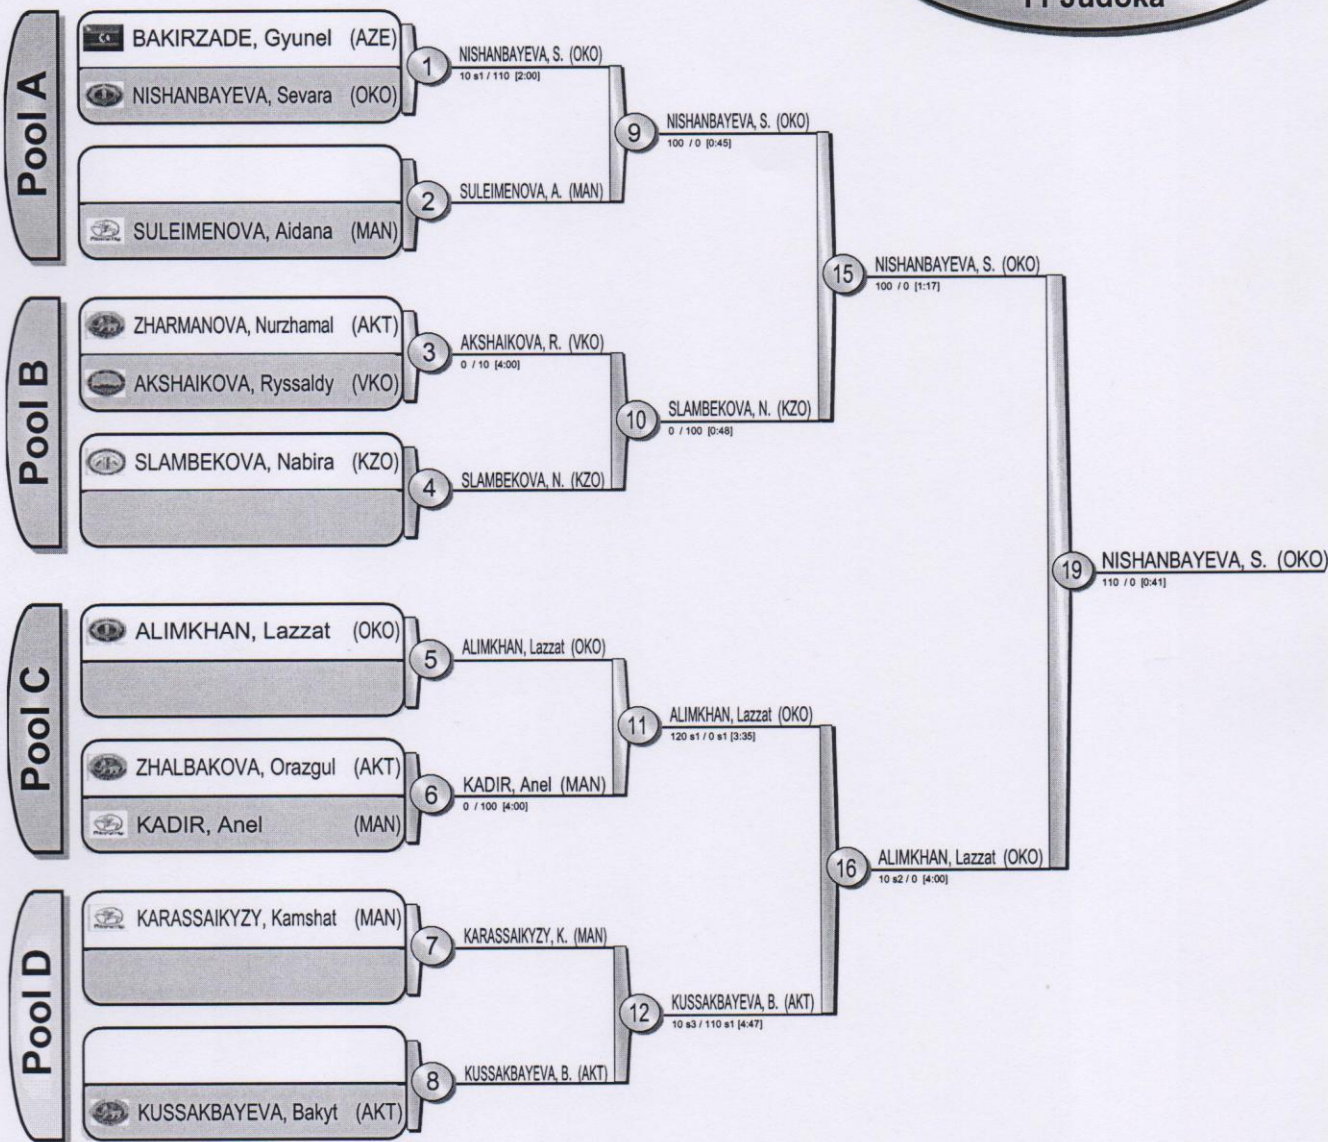 11 Judoka
Pool A
BAKIRZADE, Gyunel (AZE)
NISHANBAYEVA, Sevara (OKO)
SULEIMENOVA, Aidana (MAN)
1
NISHANBAYEVA, S. (OKO)
10 s1 / 110 [2:00]
2
SULEIMENOVA, A. (MAN)
9
NISHANBAYEVA, S. (OKO)
100 / 0 [0:45]
Pool B
ZHARMANOVA, Nurzhamal (AKT)
AKSHAIKOVA, Ryssaldy (VKO)
SLAMBEKOVA, Nabira (KZO)
3
AKSHAIKOVA, R. (VKO)
0 / 10 [4:00]
4
SLAMBEKOVA, N. (KZO)
10
SLAMBEKOVA, N. (KZO)
0 / 100 [0:48]
15
NISHANBAYEVA, S. (OKO)
100 / 0 [1:17]
19
NISHANBAYEVA, S. (OKO)
110 / 0 [0:41]
Pool C
ALIMKHAN, Lazzat (OKO)
ZHALBAKOVA, Orazgul (AKT)
KADIR, Anel (MAN)
5
ALIMKHAN, Lazzat (OKO)
6
KADIR, Anel (MAN)
0 / 100 [4:00]
11
ALIMKHAN, Lazzat (OKO)
120 s1 / 0 s1 [3:35]
16
ALIMKHAN, Lazzat (OKO)
10 s2 / 0 [4:00]
Pool D
KARASSAIKYZY, Kamshat (MAN)
KUSSAKBAYEVA, Bakyt (AKT)
7
KARASSAIKYZY, K. (MAN)
8
KUSSAKBAYEVA, B. (AKT)
12
KUSSAKBAYEVA, B. (AKT)
10 s3 / 110 s1 [4:47]